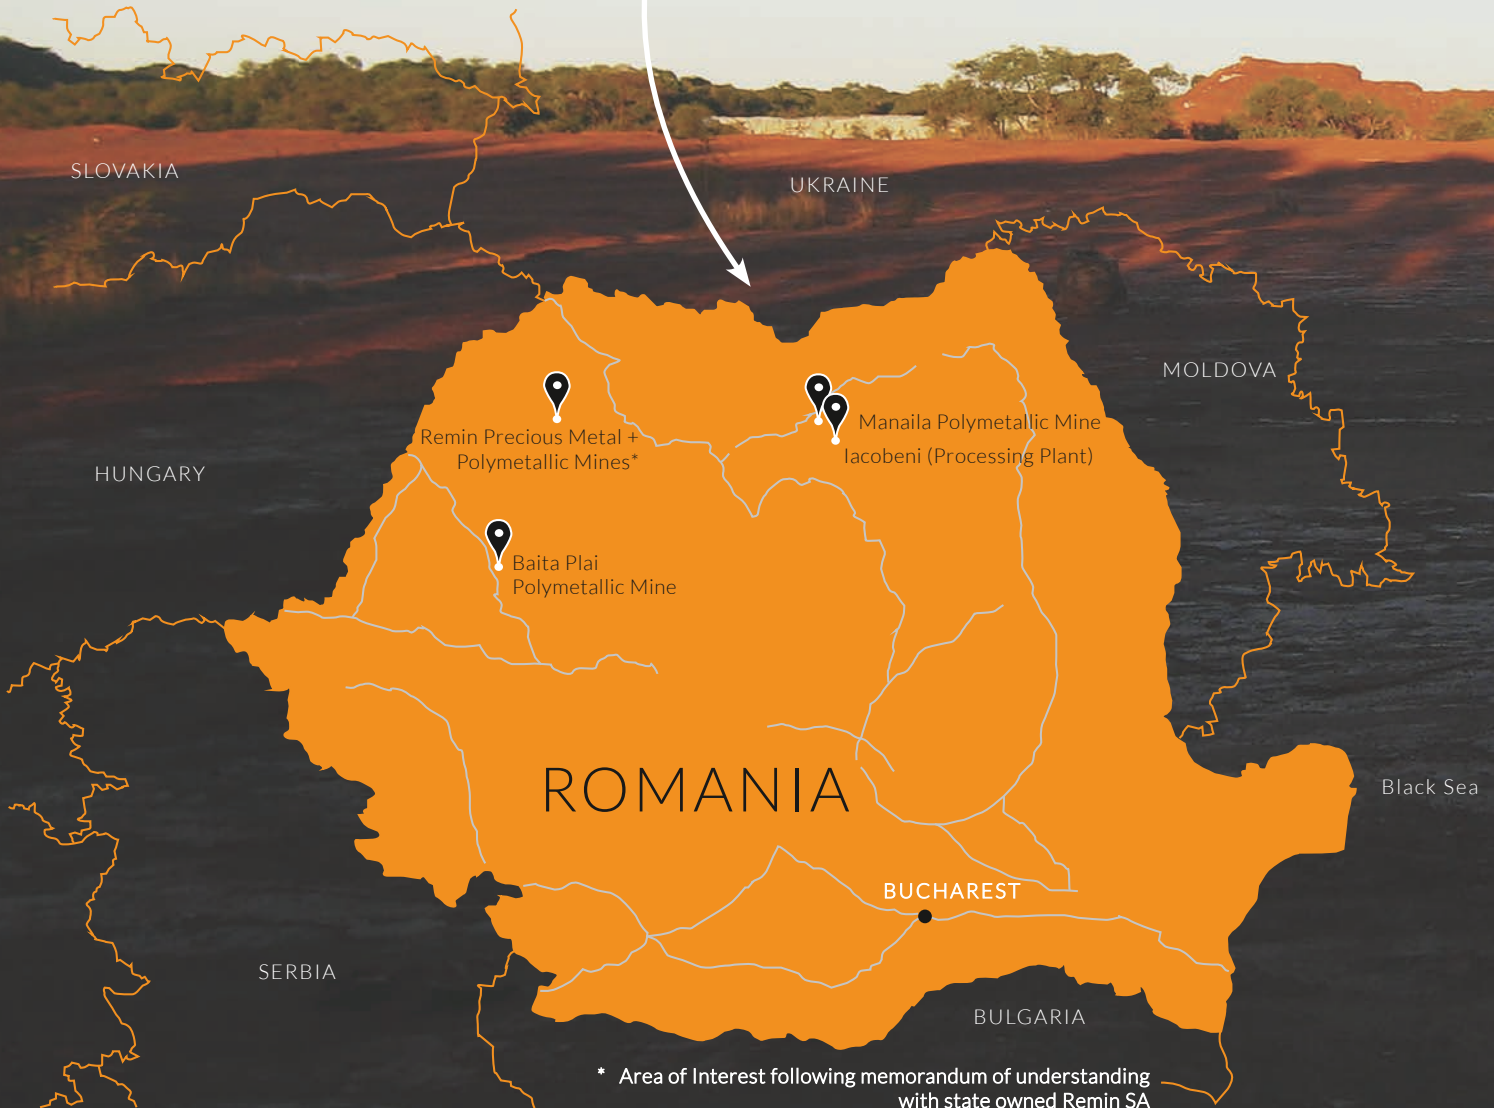 SLOVAKIA
UKRAINE
MOLDOVA
Manaila Polymetallic Mine
Remin Precious Metal +
Polymetallic Mines*
Iacobeni (Processing Plant)
HUNGARY
Baita Plai
Polymetallic Mine
ROMANIA
Black Sea
BUCHAREST
SERBIA
BULGARIA
* Area of Interest following memorandum of understanding
with state owned Remin SA